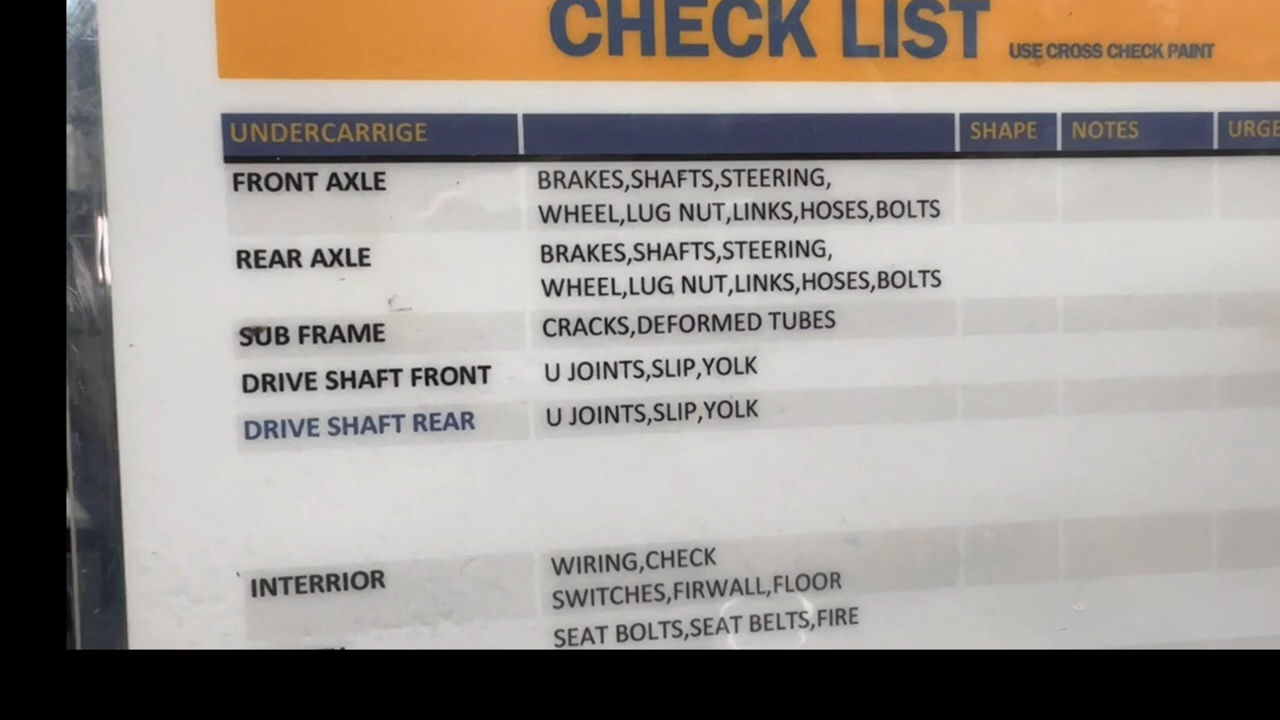 CHECK LIST USE CROSS CHECK PAINT
UNDERCARRIGE SHAPE NOTES
FRONT AXLE BRAKES,SHAFTS,STEERING,
WHEEL,LUG NUT,LINKS,HOSES,BOLTS
REAR AXLE BRAKES,SHAFTS,STEERING,
WHEEL,LUG NUT,LINKS,HOSES,BOLTS
SUB FRAME CRACKS,DEFORMED TUBES
DRIVE SHAFT FRONT U JOINTS,SLIP,YOLK
DRIVE SHAFT REAR U JOINTS,SLIP,YOLK
INTERRIOR WIRING,CHECK
SWITCHES,FIRWALL,FLOOR
SEAT BOLTS,SEAT BELTS,FIRE